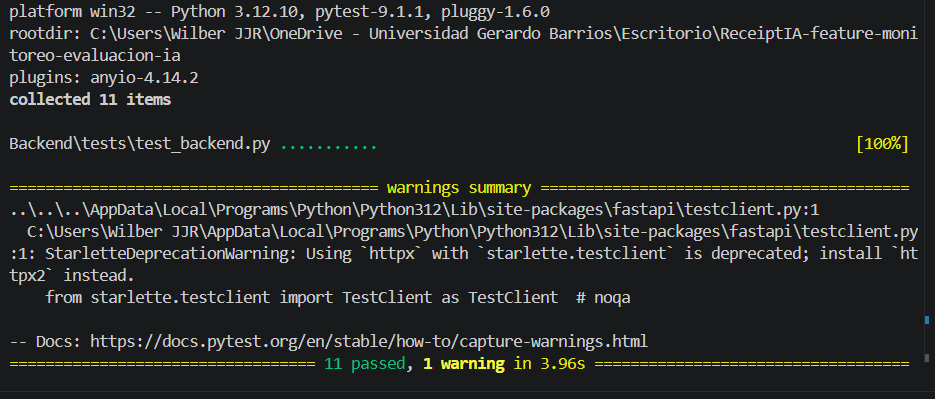 platform win32 -- Python 3.12.10, pytest-9.1.1, pluggy-1.6.0
rootdir: C:\Users\Wilber JJR\OneDrive - Universidad Gerardo Barrios\Escritorio\ReceiptIA-feature-moni
toreo-evaluacion-ia
plugins: anyio-4.14.2
collected 11 items
Backend\tests\test_backend.py ........... [100%]
======================================== warnings summary ========================================
..\..\..\AppData\Local\Programs\Python\Python312\Lib\site-packages\fastapi\testclient.py:1
  C:\Users\Wilber JJR\AppData\Local\Programs\Python\Python312\Lib\site-packages\fastapi\testclient.py
:1: StarletteDeprecationWarning: Using `httpx` with `starlette.testclient` is deprecated; install `ht
tpx2` instead.
    from starlette.testclient import TestClient as TestClient  # noqa
-- Docs: https://docs.pytest.org/en/stable/how-to/capture-warnings.html
================================== 11 passed, 1 warning in 3.96s ==================================